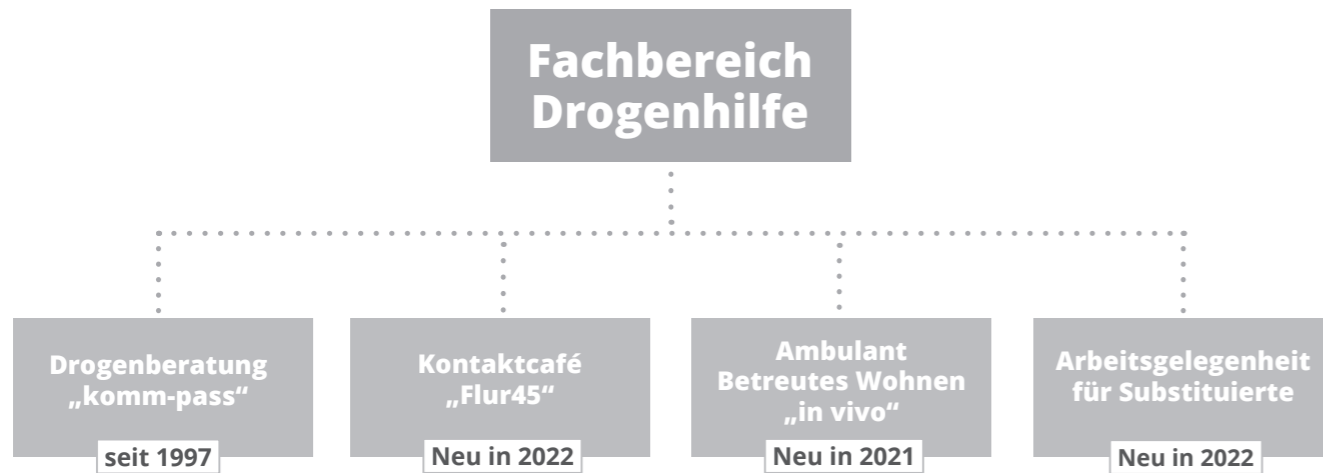 Fachbereich
Drogenhilfe
Drogenberatung
„komm-pass“
seit 1997
Kontaktcafé
„Flur45“
Neu in 2022
Ambulant
Betreutes Wohnen
„in vivo“
Neu in 2021
Arbeitsgelegenheit
für Substituierte
Neu in 2022